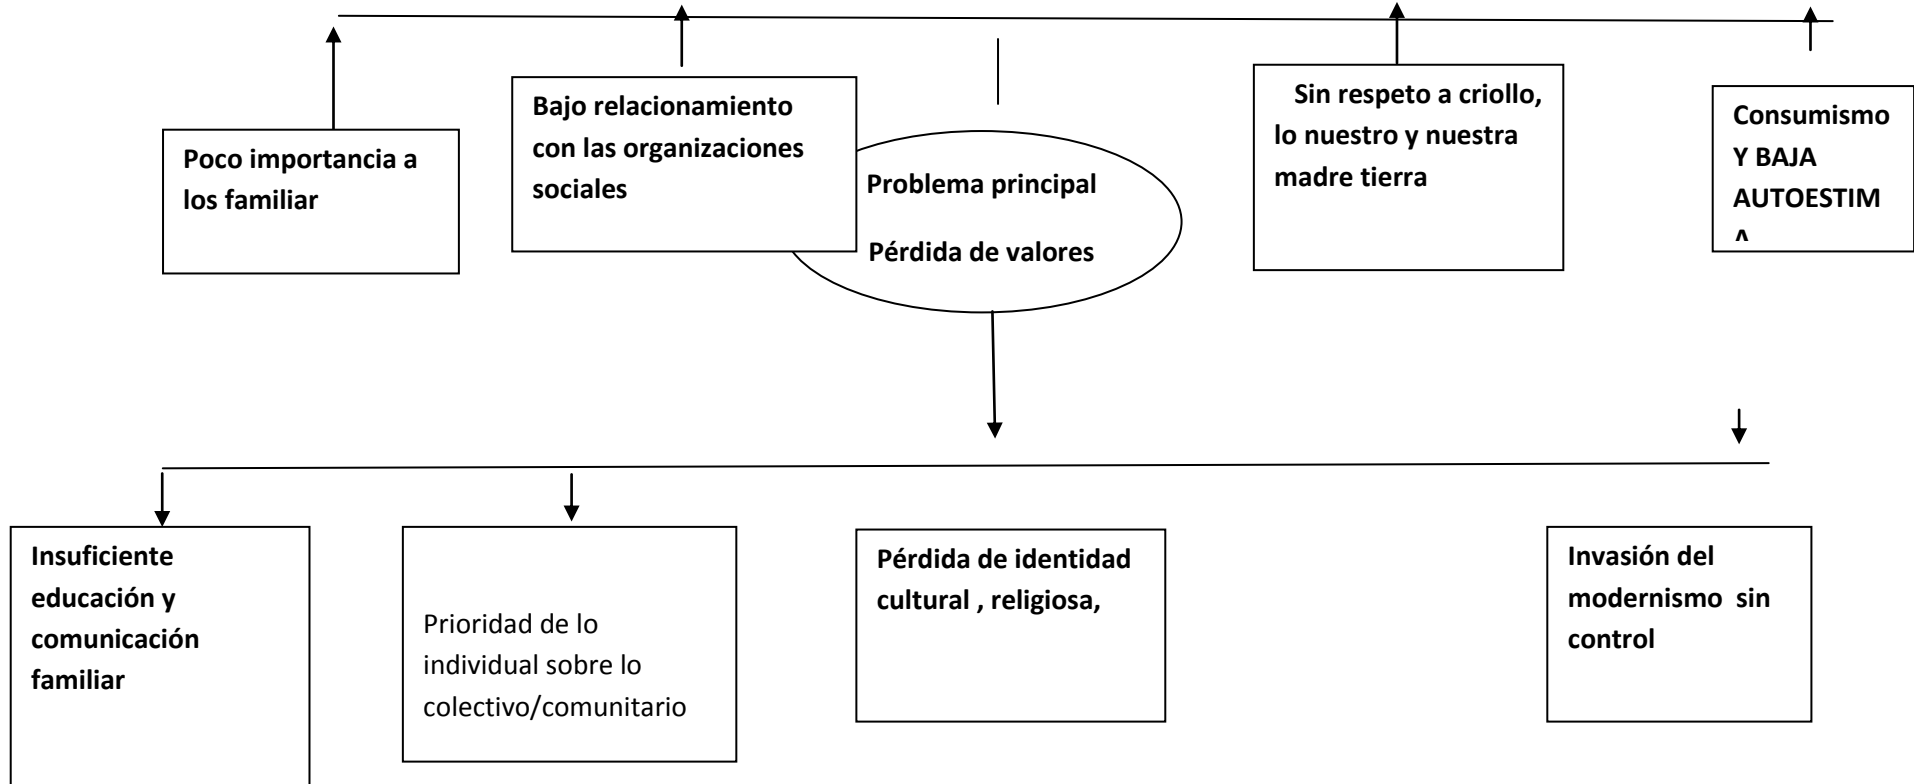 Poco importancia a
los familiar
Bajo relacionamiento
con las organizaciones
sociales
Problema principal
Pérdida de valores
Sin respeto a criollo,
lo nuestro y nuestra
madre tierra
Consumismo
Y BAJA
AUTOESTIM
A
Insuficiente
educación y
comunicación
familiar
Prioridad de lo
individual sobre lo
colectivo/comunitario
Pérdida de identidad
cultural , religiosa,
Invasión del
modernismo sin
control